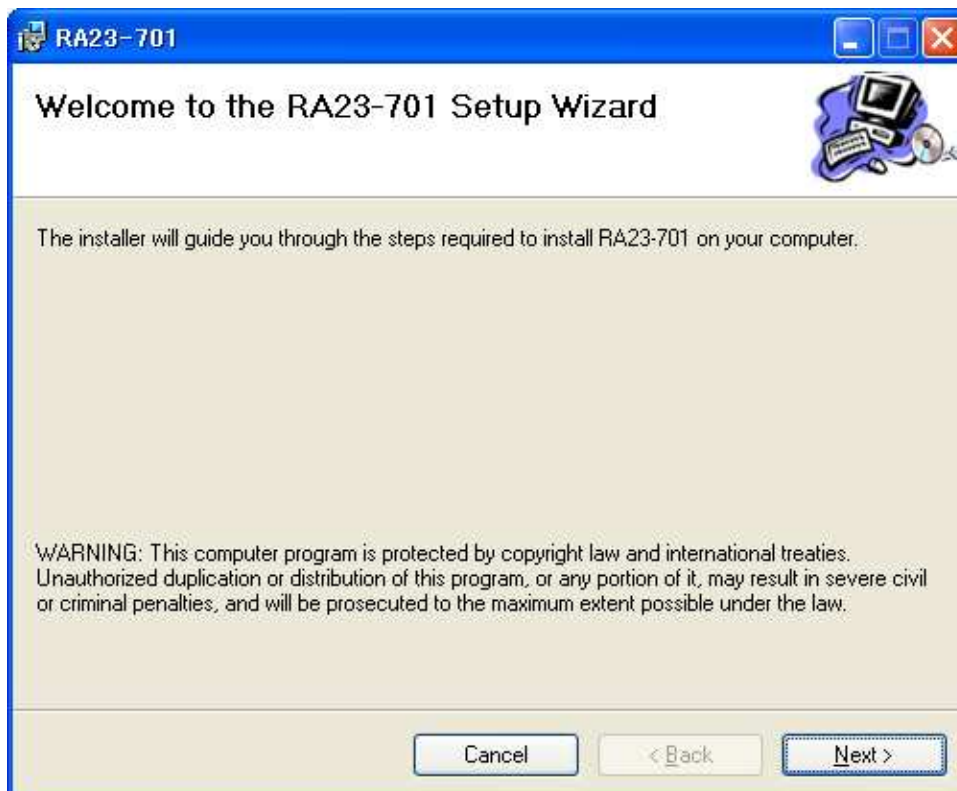 RA23-701
Welcome to the RA23-701 Setup Wizard
The installer will guide you through the steps required to install RA23-701 on your computer.
WARNING: This computer program is protected by copyright law and international treaties.
Unauthorized duplication or distribution of this program, or any portion of it, may result in severe civil
or criminal penalties, and will be prosecuted to the maximum extent possible under the law.
Cancel < Back Next >